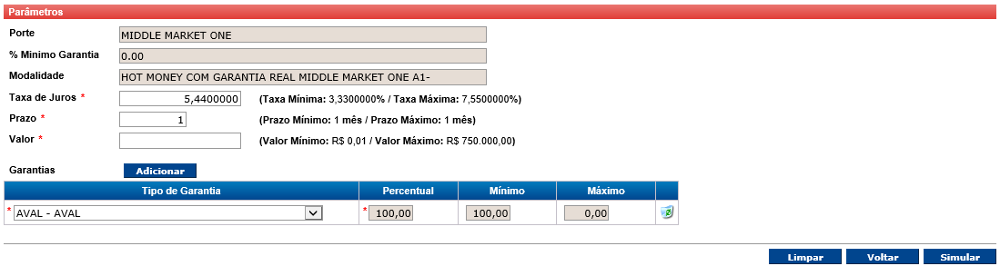 Parâmetros
Porte MIDDLE MARKET ONE
% Minimo Garantia 0.00
Modalidade HOT MONEY COM GARANTIA REAL MIDDLE MARKET ONE A1-
Taxa de Juros * 5,4400000 (Taxa Mínima: 3,3300000% / Taxa Máxima: 7,5500000%)
Prazo * 1 (Prazo Mínimo: 1 mês / Prazo Máximo: 1 mês)
Valor * (Valor Mínimo: R$ 0,01 / Valor Máximo: R$ 750.000,00)
Garantias Adicionar
Tipo de Garantia Percentual Mínimo Máximo
* AVAL - AVAL * 100,00 100,00 0,00
Limpar Voltar Simular